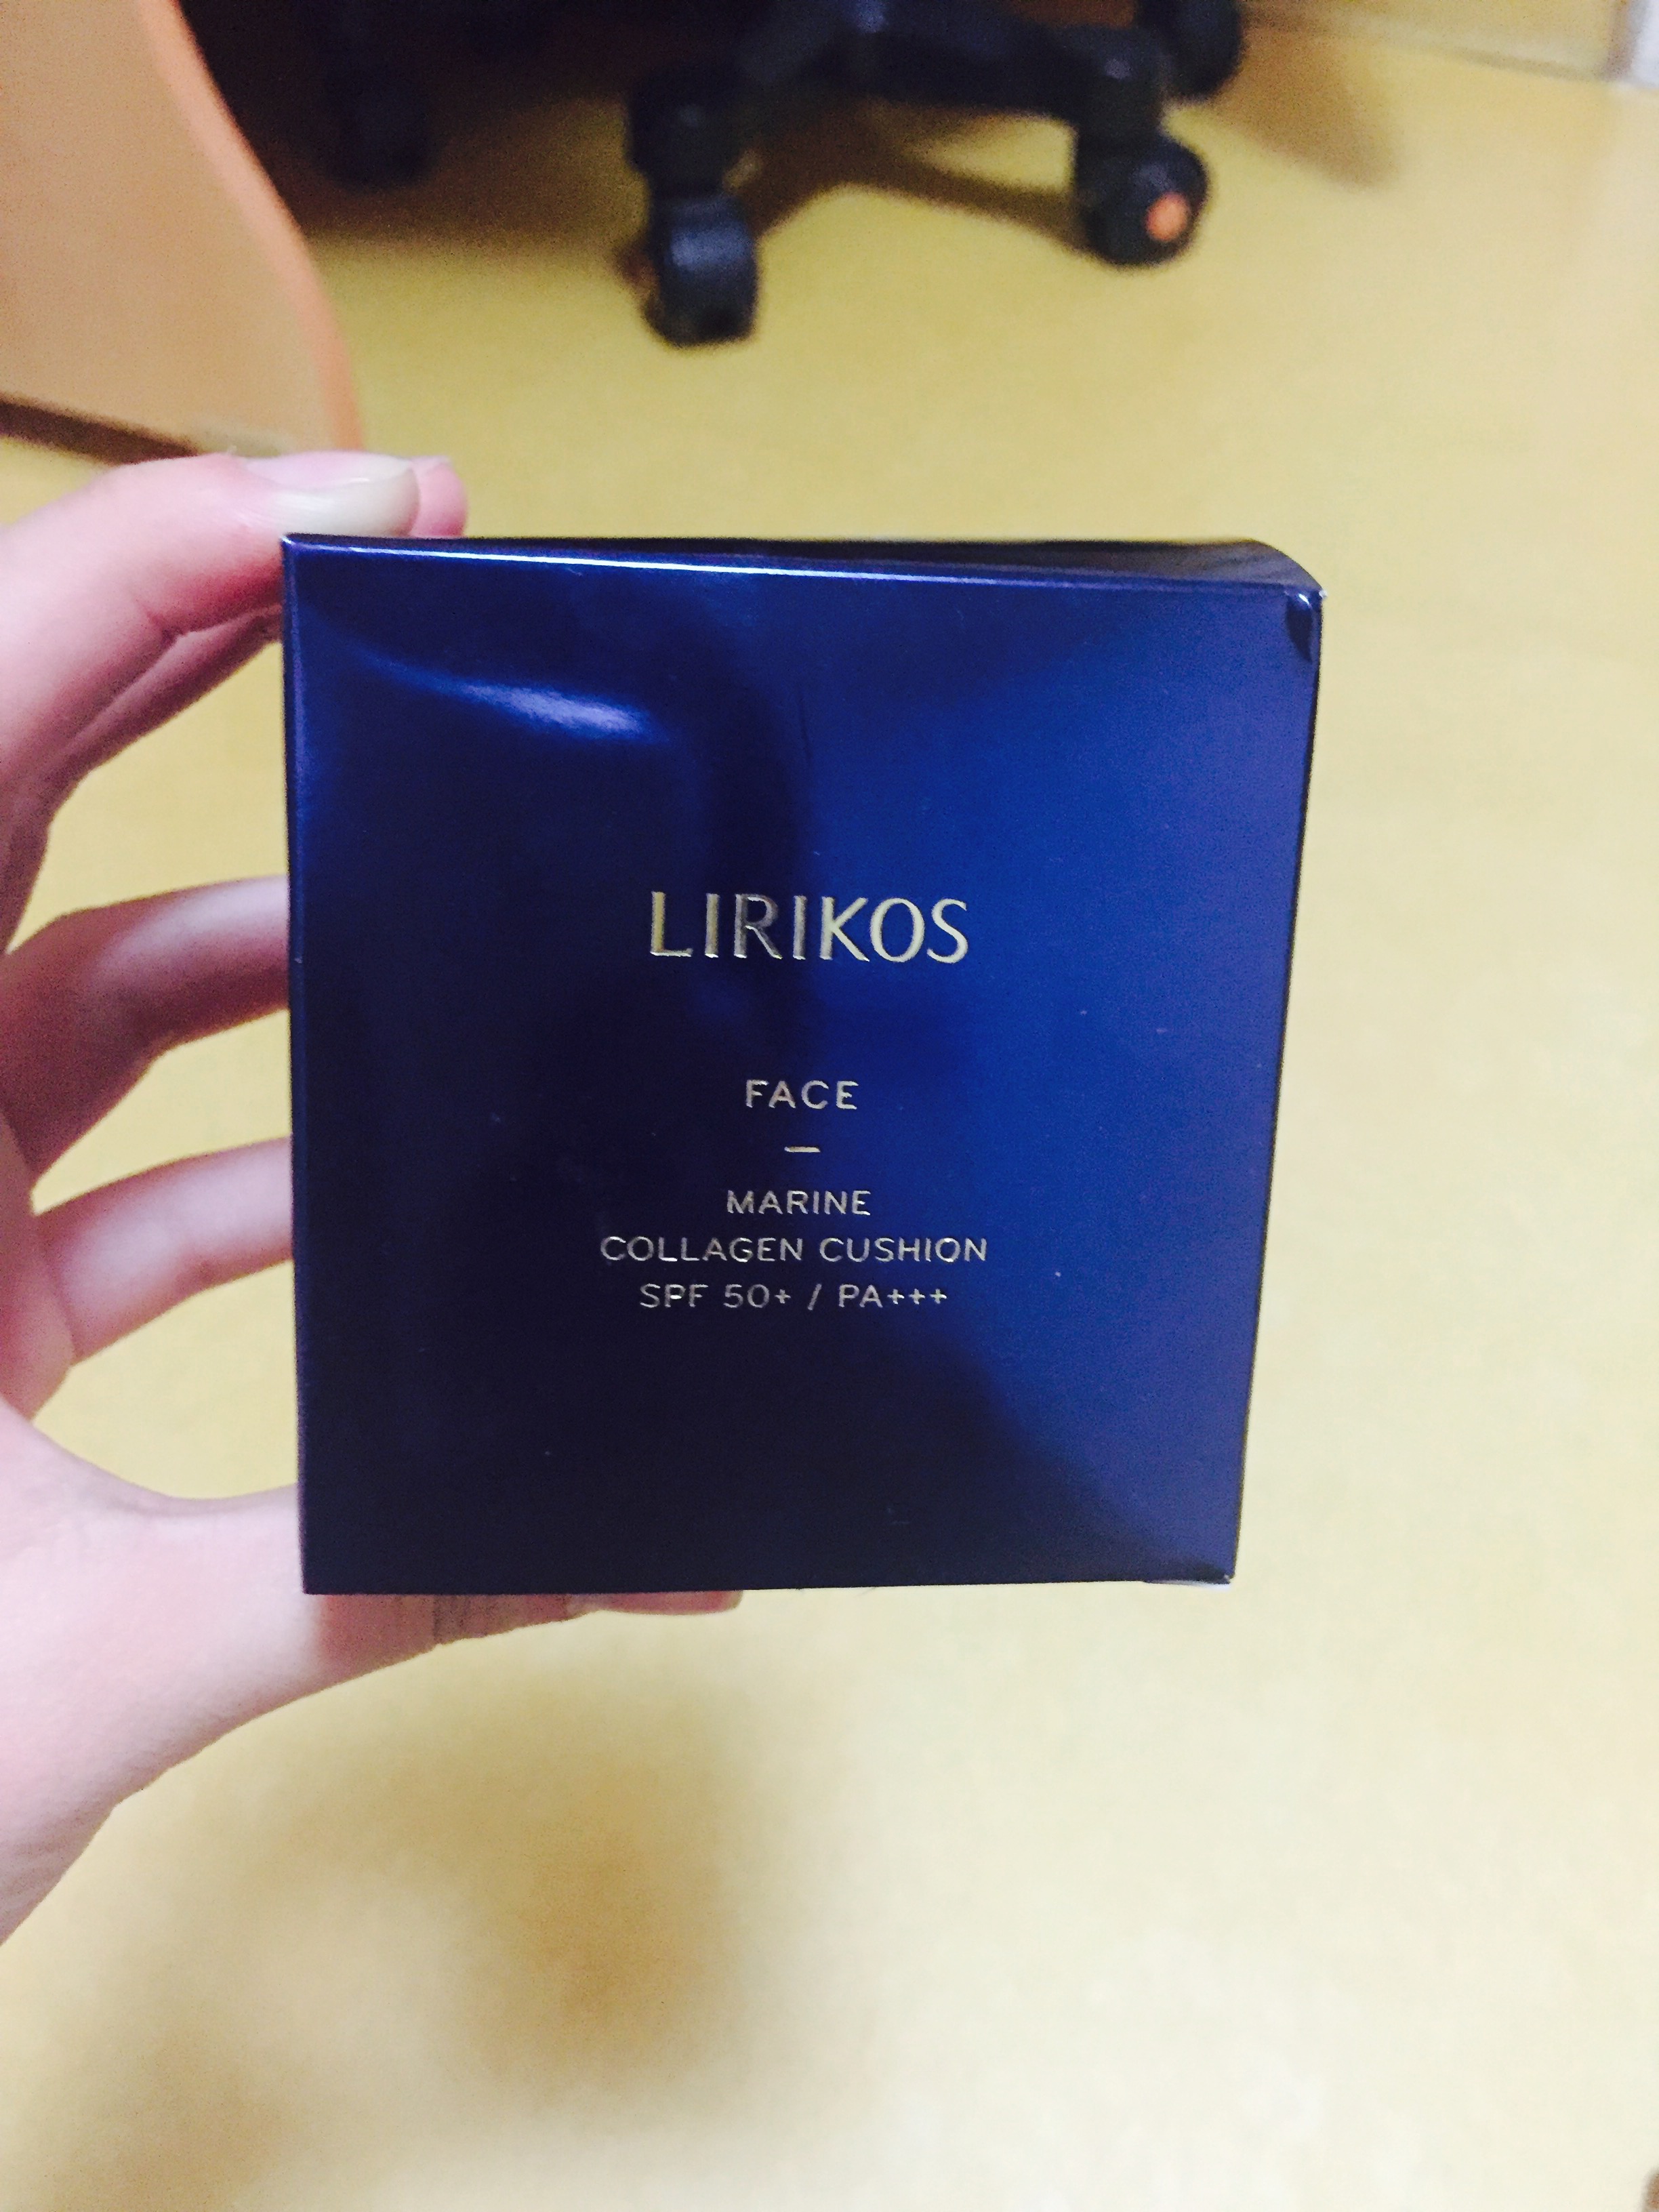 LIRIKOS
FACE
–
MARINE
COLLAGEN CUSHION
SPF 50+ / PA+++